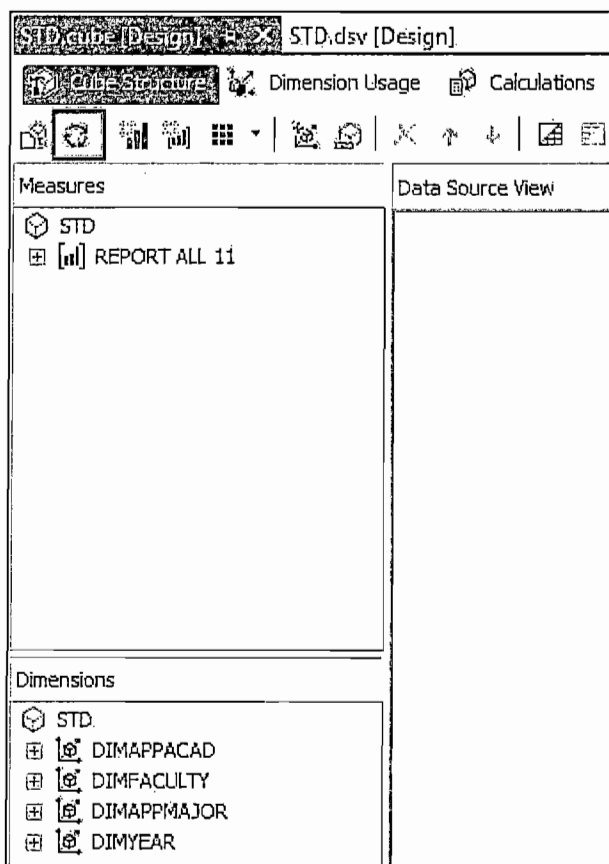 STD.cube [Design] STD.dsv [Design]
Cube Structure Dimension Usage Calculations
Measures
Data Source View
STD
REPORT ALL 11
Dimensions
STD
DIMAPPACAD
DIMFACULTY
DIMAPPMAJOR
DIMYEAR